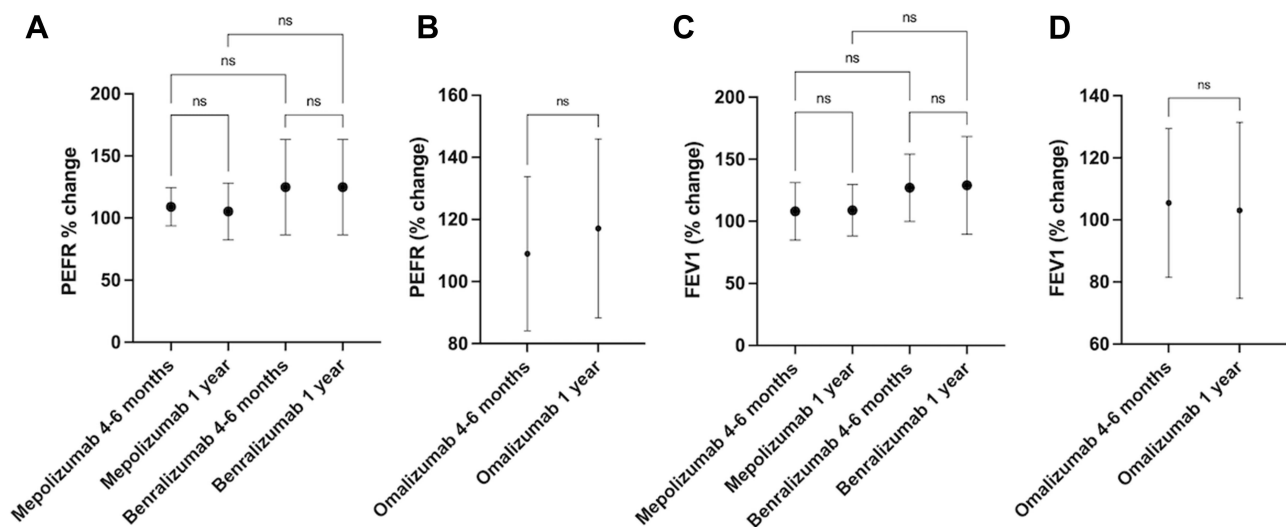 A
ns
ns
ns
ns
PEFR % change
200
150
100
50
0
Mepolizumab 4-6 months
Mepolizumab 1 year
Benralizumab 4-6 months
Benralizumab 1 year
B
ns
PEFR (% change)
160
140
120
100
80
Omalizumab 4-6 months
Omalizumab 1 year
C
ns
ns
ns
ns
FEV1 (% change)
200
150
100
50
0
Mepolizumab 4-6 months
Mepolizumab 1 year
Benralizumab 4-6 months
Benralizumab 1 year
D
ns
FEV1 (% change)
140
120
100
80
60
Omalizumab 4-6 months
Omalizumab 1 year